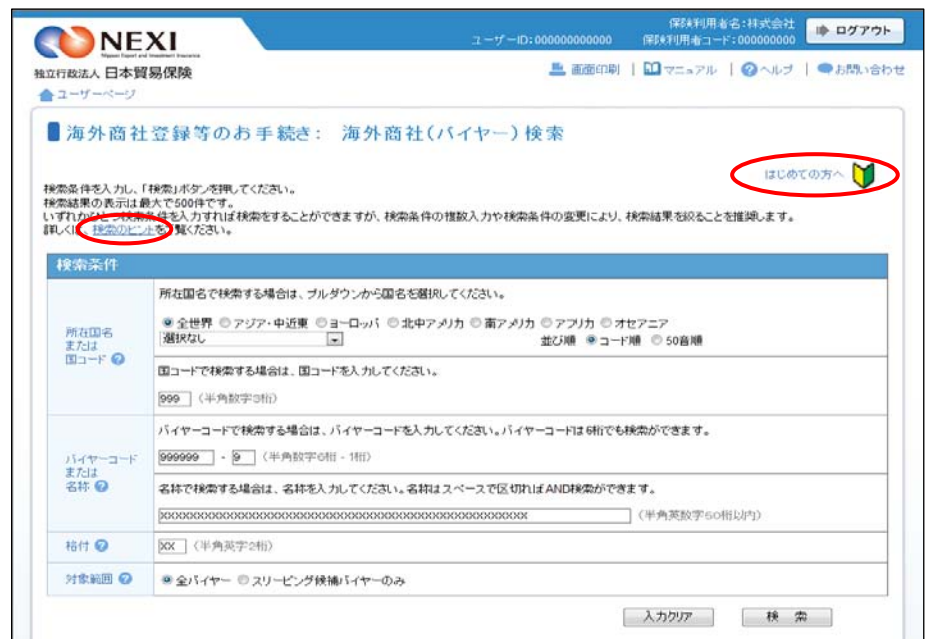 NEXI
Nippon Export and Investment Insurance
独立行政法人 日本貿易保険
ユーザーID:000000000000
保険利用者名:株式会社
保険利用者コード:000000000
ログアウト
画面印刷 | マニュアル | ヘルプ | お問い合わせ
ユーザーページ
海外商社登録等のお手続き: 海外商社(バイヤー)検索
はじめての方へ
検索条件を入力し、「検索」ボタンを押してください。
検索結果の表示は最大で500件です。
いずれかひとつ検索条件を入力すれば検索をすることができますが、検索条件の複数入力や検索条件の変更により、検索結果を絞ることを推奨します。
詳しくは、検索のヒントをご覧ください。
検索条件
所在国名
または
国コード ?
所在国名で検索する場合は、プルダウンから国名を選択してください。
全世界 アジア・中近東 ヨーロッパ 北中アメリカ 南アメリカ アフリカ オセアニア
選択なし 並び順 コード順 50音順
国コードで検索する場合は、国コードを入力してください。
999 (半角数字3桁)
バイヤーコード
または
名称 ?
バイヤーコードで検索する場合は、バイヤーコードを入力してください。バイヤーコードは6桁でも検索ができます。
999999 - 9 (半角数字6桁 - 1桁)
名称で検索する場合は、名称を入力してください。名称はスペースで区切ればAND検索ができます。
XXXXXXXXXXXXXXXXXXXXXXXXXXXXXXXXXXXXXXXXXXXXXXXXXX (半角英数字50桁以内)
格付 ? XX (半角英字2桁)
対象範囲 ? 全バイヤー スリーピング候補バイヤーのみ
入力クリア 検 索